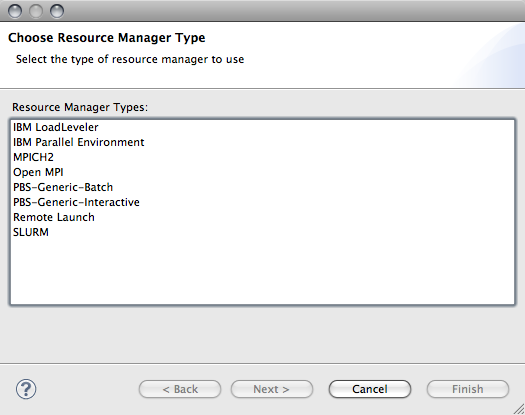 Choose Resource Manager Type
Select the type of resource manager to use
Resource Manager Types:
IBM LoadLeveler
IBM Parallel Environment
MPICH2
Open MPI
PBS-Generic-Batch
PBS-Generic-Interactive
Remote Launch
SLURM
?
< Back
Next >
Cancel
Finish